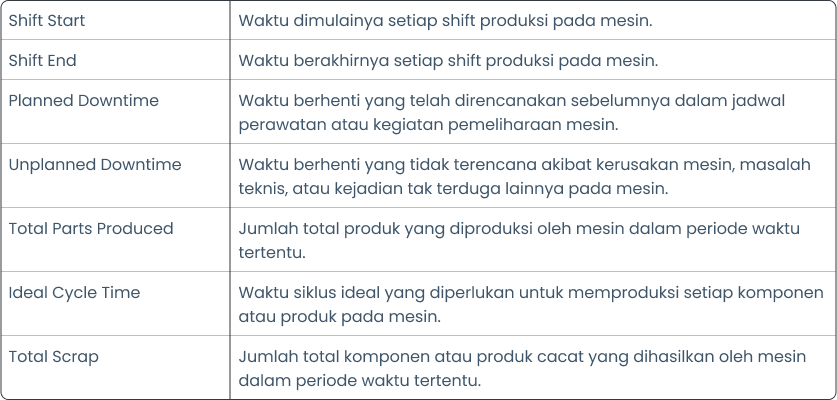 Shift Start
Waktu dimulainya setiap shift produksi pada mesin.
Shift End
Waktu berakhirnya setiap shift produksi pada mesin.
Planned Downtime
Waktu berhenti yang telah direncanakan sebelumnya dalam jadwal
perawatan atau kegiatan pemeliharaan mesin.
Unplanned Downtime
Waktu berhenti yang tidak terencana akibat kerusakan mesin, masalah
teknis, atau kejadian tak terduga lainnya pada mesin.
Total Parts Produced
Jumlah total produk yang diproduksi oleh mesin dalam periode waktu
tertentu.
Ideal Cycle Time
Waktu siklus ideal yang diperlukan untuk memproduksi setiap komponen
atau produk pada mesin.
Total Scrap
Jumlah total komponen atau produk cacat yang dihasilkan oleh mesin
dalam periode waktu tertentu.